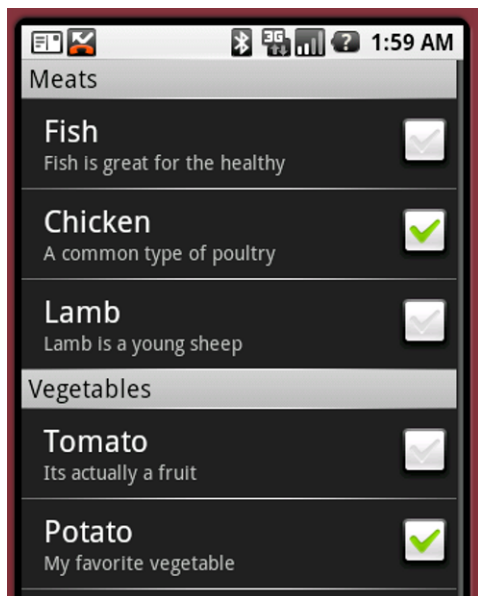 3G 1:59 AM
Meats
Fish
Fish is great for the healthy
Chicken
A common type of poultry
Lamb
Lamb is a young sheep
Vegetables
Tomato
Its actually a fruit
Potato
My favorite vegetable